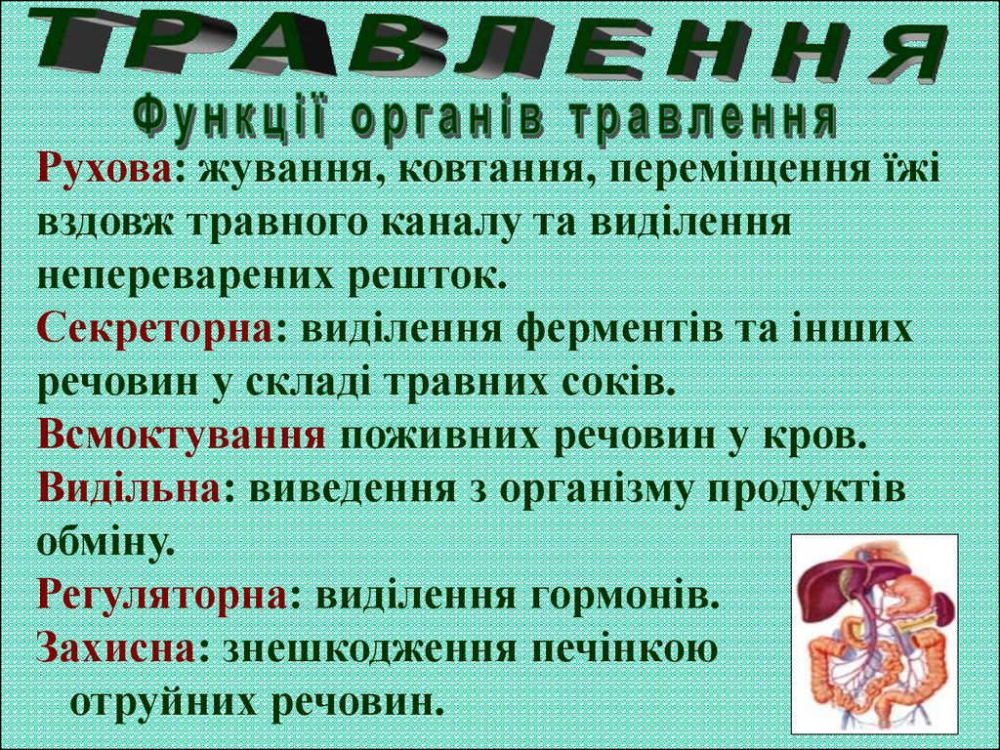 ТРАВЛЕННЯ
Функції органів травлення
Рухова: жування, ковтання, переміщення їжі
вздовж травного каналу та виділення
неперeварених решток.
Секреторна: виділення ферментів та інших
речовин у складі травних соків.
Всмоктування поживних речовин у кров.
Видільна: виведення з організму продуктів
обміну.
Регуляторна: виділення гормонів.
Захисна: знешкодження печінкою
отруйних речовин.